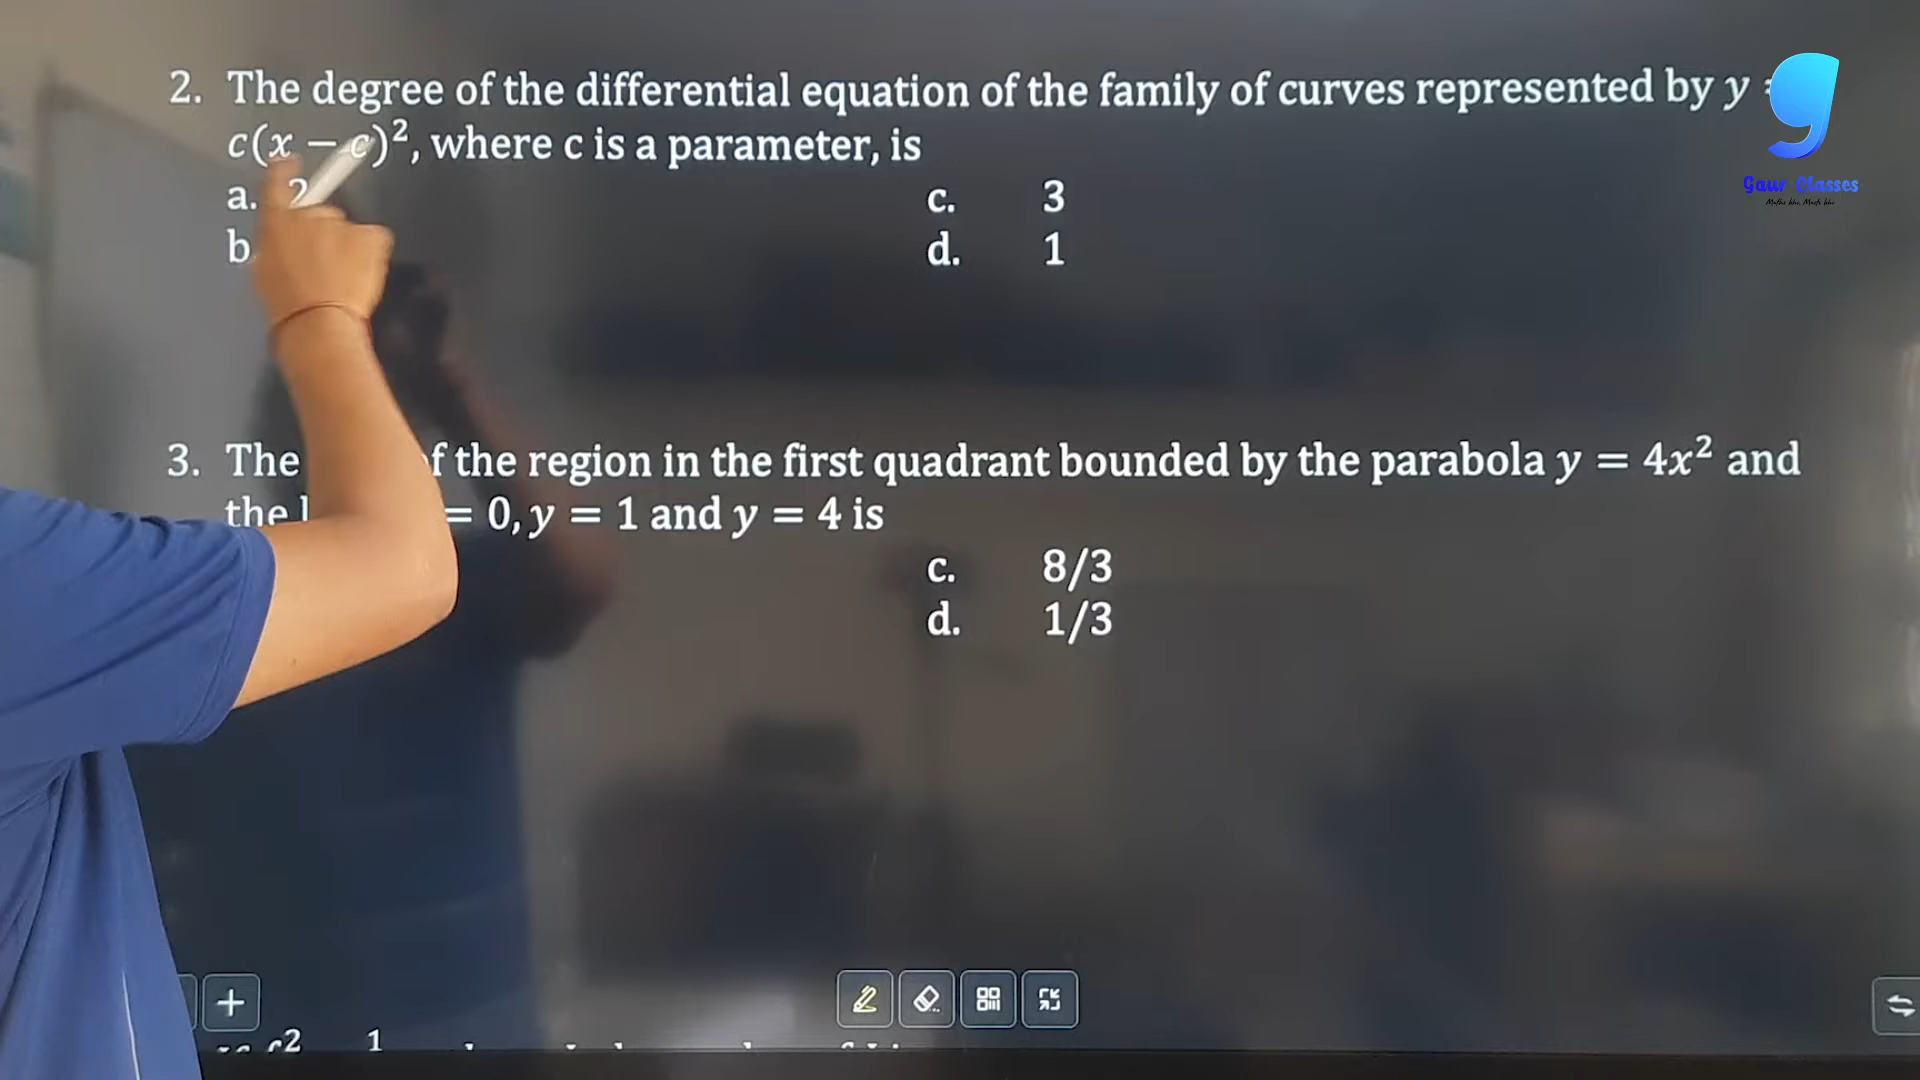 2. The degree of the differential equation of the family of curves represented by y =
c(x − c)², where c is a parameter, is
a. 2
c. 3
b.
d. 1
3. The f the region in the first quadrant bounded by the parabola y = 4x² and
the = 0, y = 1 and y = 4 is
c. 8/3
d. 1/3
g
Gaur Classes